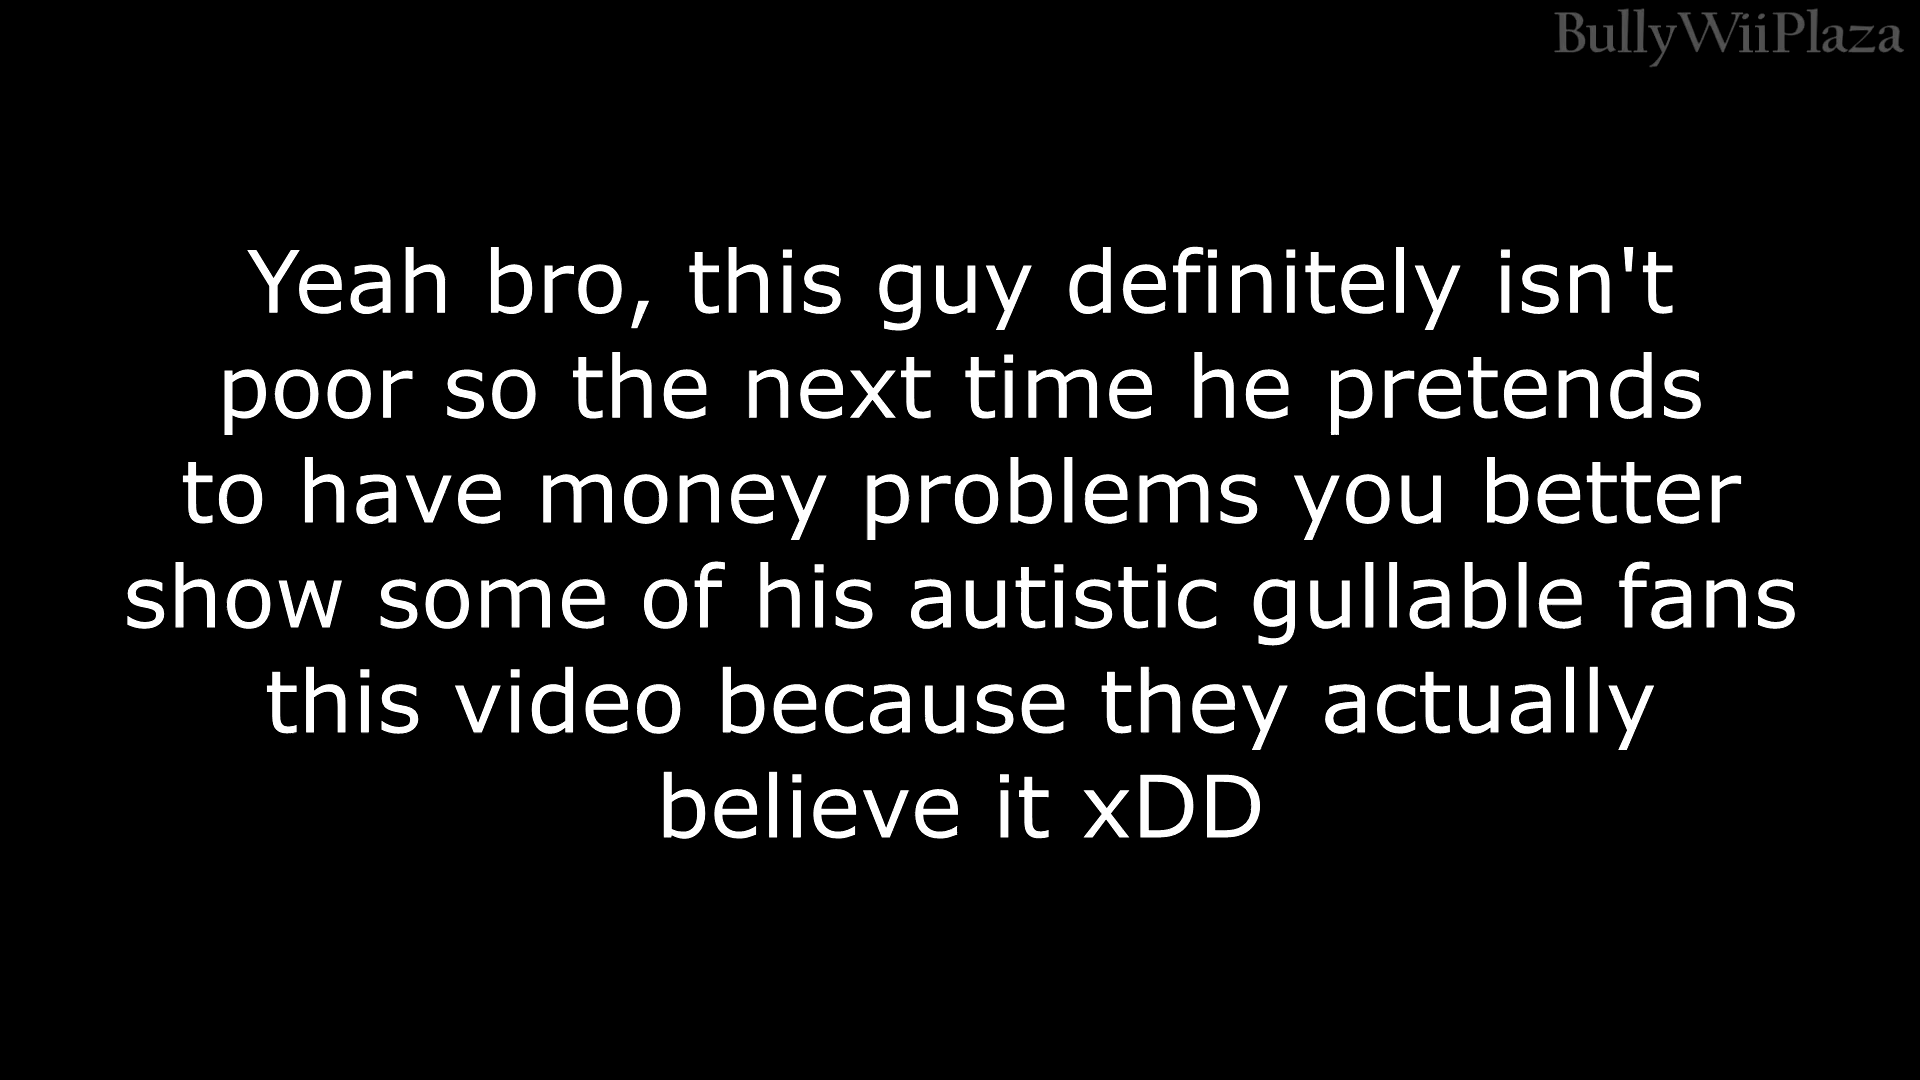 BullyWiiPlaza
Yeah bro, this guy definitely isn't
poor so the next time he pretends
to have money problems you better
show some of his autistic gullable fans
this video because they actually
believe it xDD